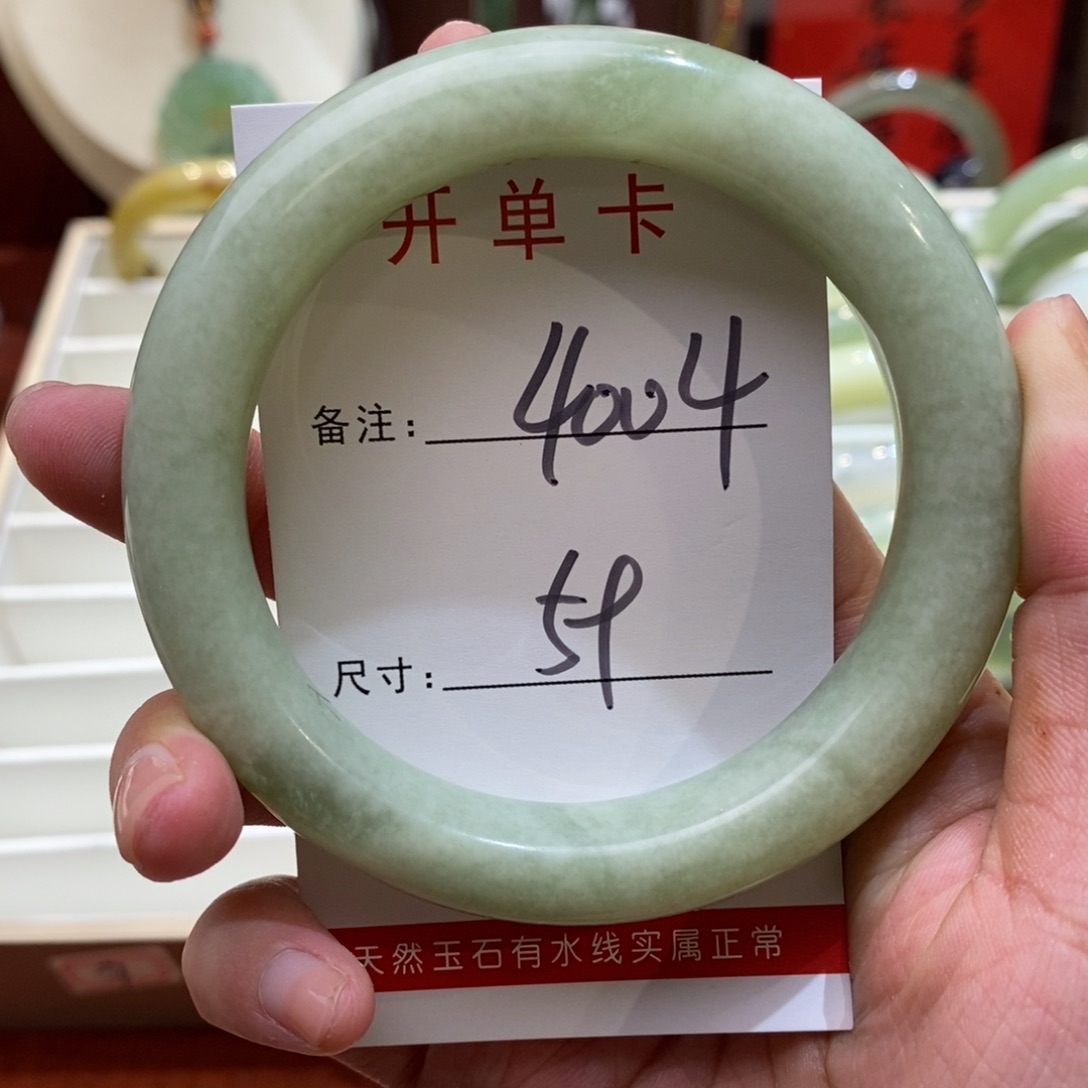 开单卡
备注: 4004
尺寸: 59
天然玉石有水线实属正常